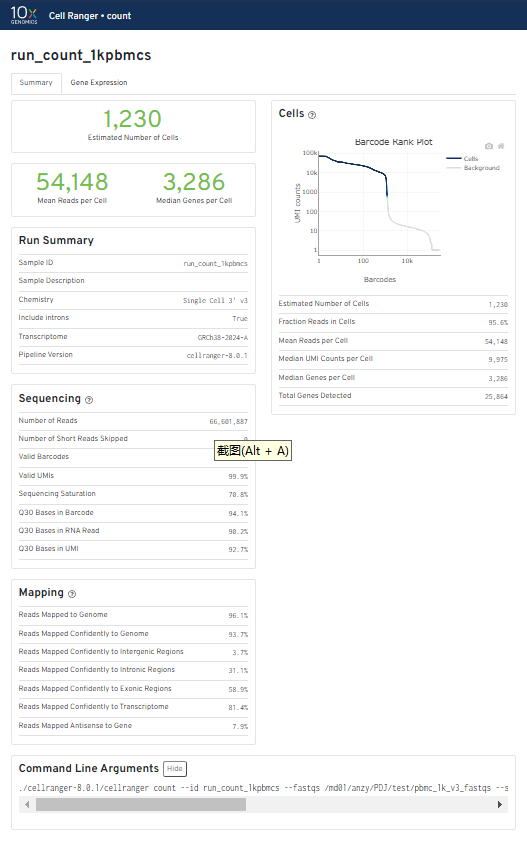 10x GENOMICS Cell Ranger • count
run_count_1kpbmcs
Summary Gene Expression
1,230
Estimated Number of Cells
54,148 3,286
Mean Reads per Cell Median Genes per Cell
Run Summary
Sample ID run_count_1kpbmcs
Sample Description
Chemistry Single Cell 3' v3
Include introns True
Transcriptome GRCh38-2024-A
Pipeline Version cellranger-8.0.1
Sequencing ?
Number of Reads 66,601,887
Number of Short Reads Skipped
截图(Alt + A)
Valid Barcodes
Valid UMIs 99.9%
Sequencing Saturation 70.8%
Q30 Bases in Barcode 94.1%
Q30 Bases in RNA Read 90.2%
Q30 Bases in UMI 92.7%
Mapping ?
Reads Mapped to Genome 96.1%
Reads Mapped Confidently to Genome 93.7%
Reads Mapped Confidently to Intergenic Regions 3.7%
Reads Mapped Confidently to Intronic Regions 31.1%
Reads Mapped Confidently to Exonic Regions 58.9%
Reads Mapped Confidently to Transcriptome 81.4%
Reads Mapped Antisense to Gene 7.9%
Cells ?
Barcode Rank Plot
100k
10k
1000
100
10
1
UMI counts
1 100 10k
Barcodes
Cells
Background
Estimated Number of Cells 1,230
Fraction Reads in Cells 95.6%
Mean Reads per Cell 54,148
Median UMI Counts per Cell 9,975
Median Genes per Cell 3,286
Total Genes Detected 25,864
Command Line Arguments Hide
./cellranger-8.0.1/cellranger count --id run_count_1kpbmcs --fastqs /md01/anzy/PDJ/test/pbmc_1k_v3_fastqs --s